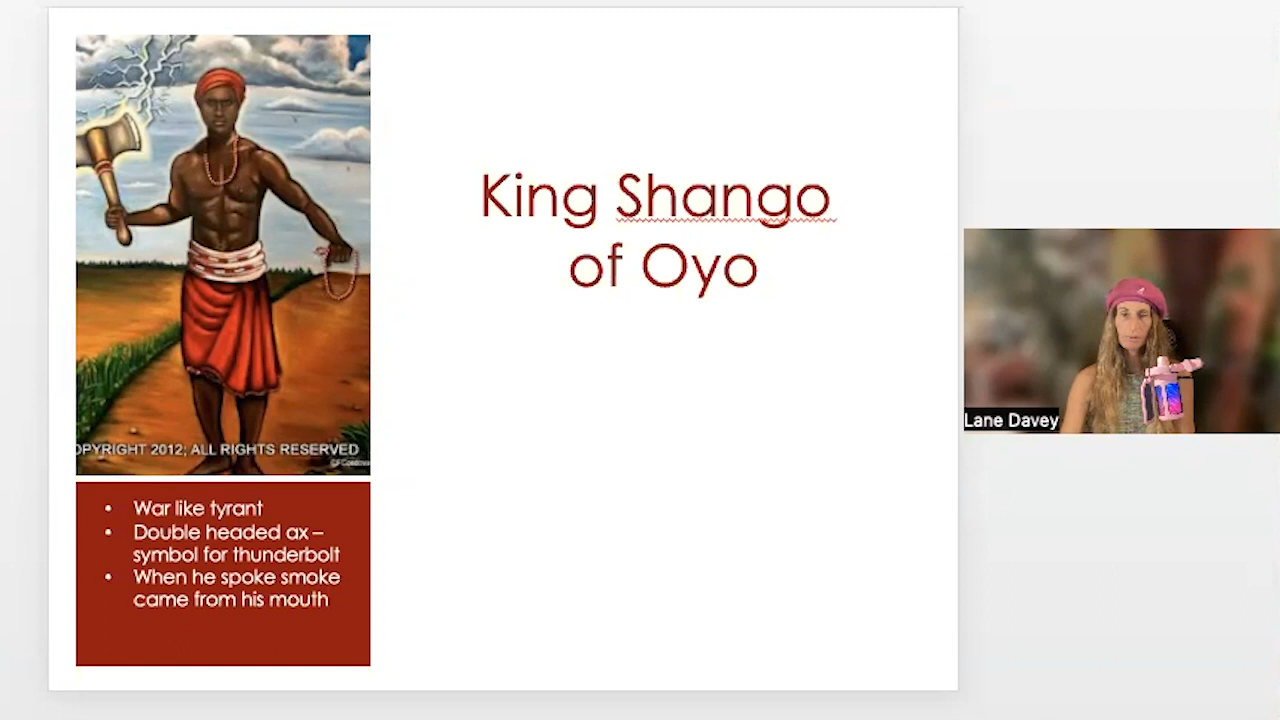 King Shango
of Oyo
OPYRIGHT 2012; ALL RIGHTS RESERVED
• War like tyrant
• Double headed ax –
symbol for thunderbolt
• When he spoke smoke
came from his mouth
Lane Davey